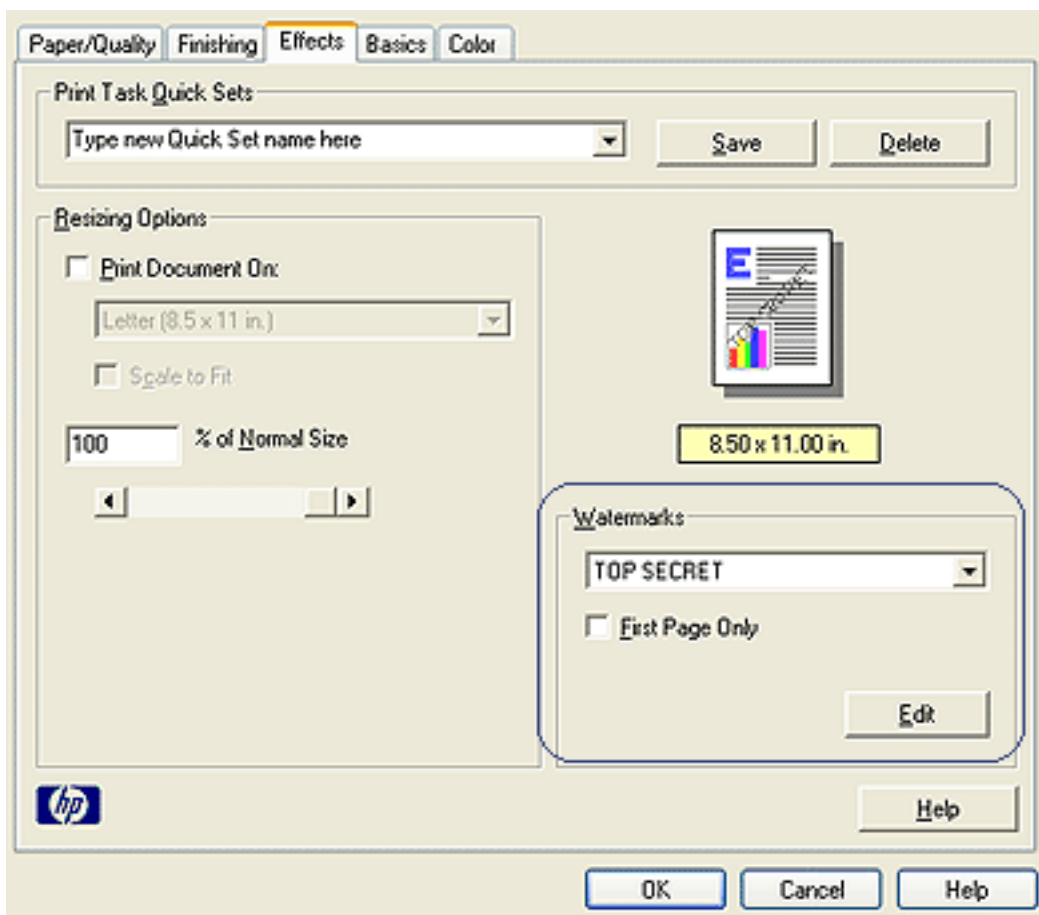 Paper/Quality Finishing Effects Basics Color
Print Task Quick Sets
Type new Quick Set name here Save Delete
Resizing Options
Print Document On:
Letter (8.5 x 11 in.)
Scale to Fit
100 % of Normal Size
E
TOP SECRET
8.50 x 11.00 in.
Watermarks
TOP SECRET
First Page Only
Edit
hp Help
OK Cancel Help